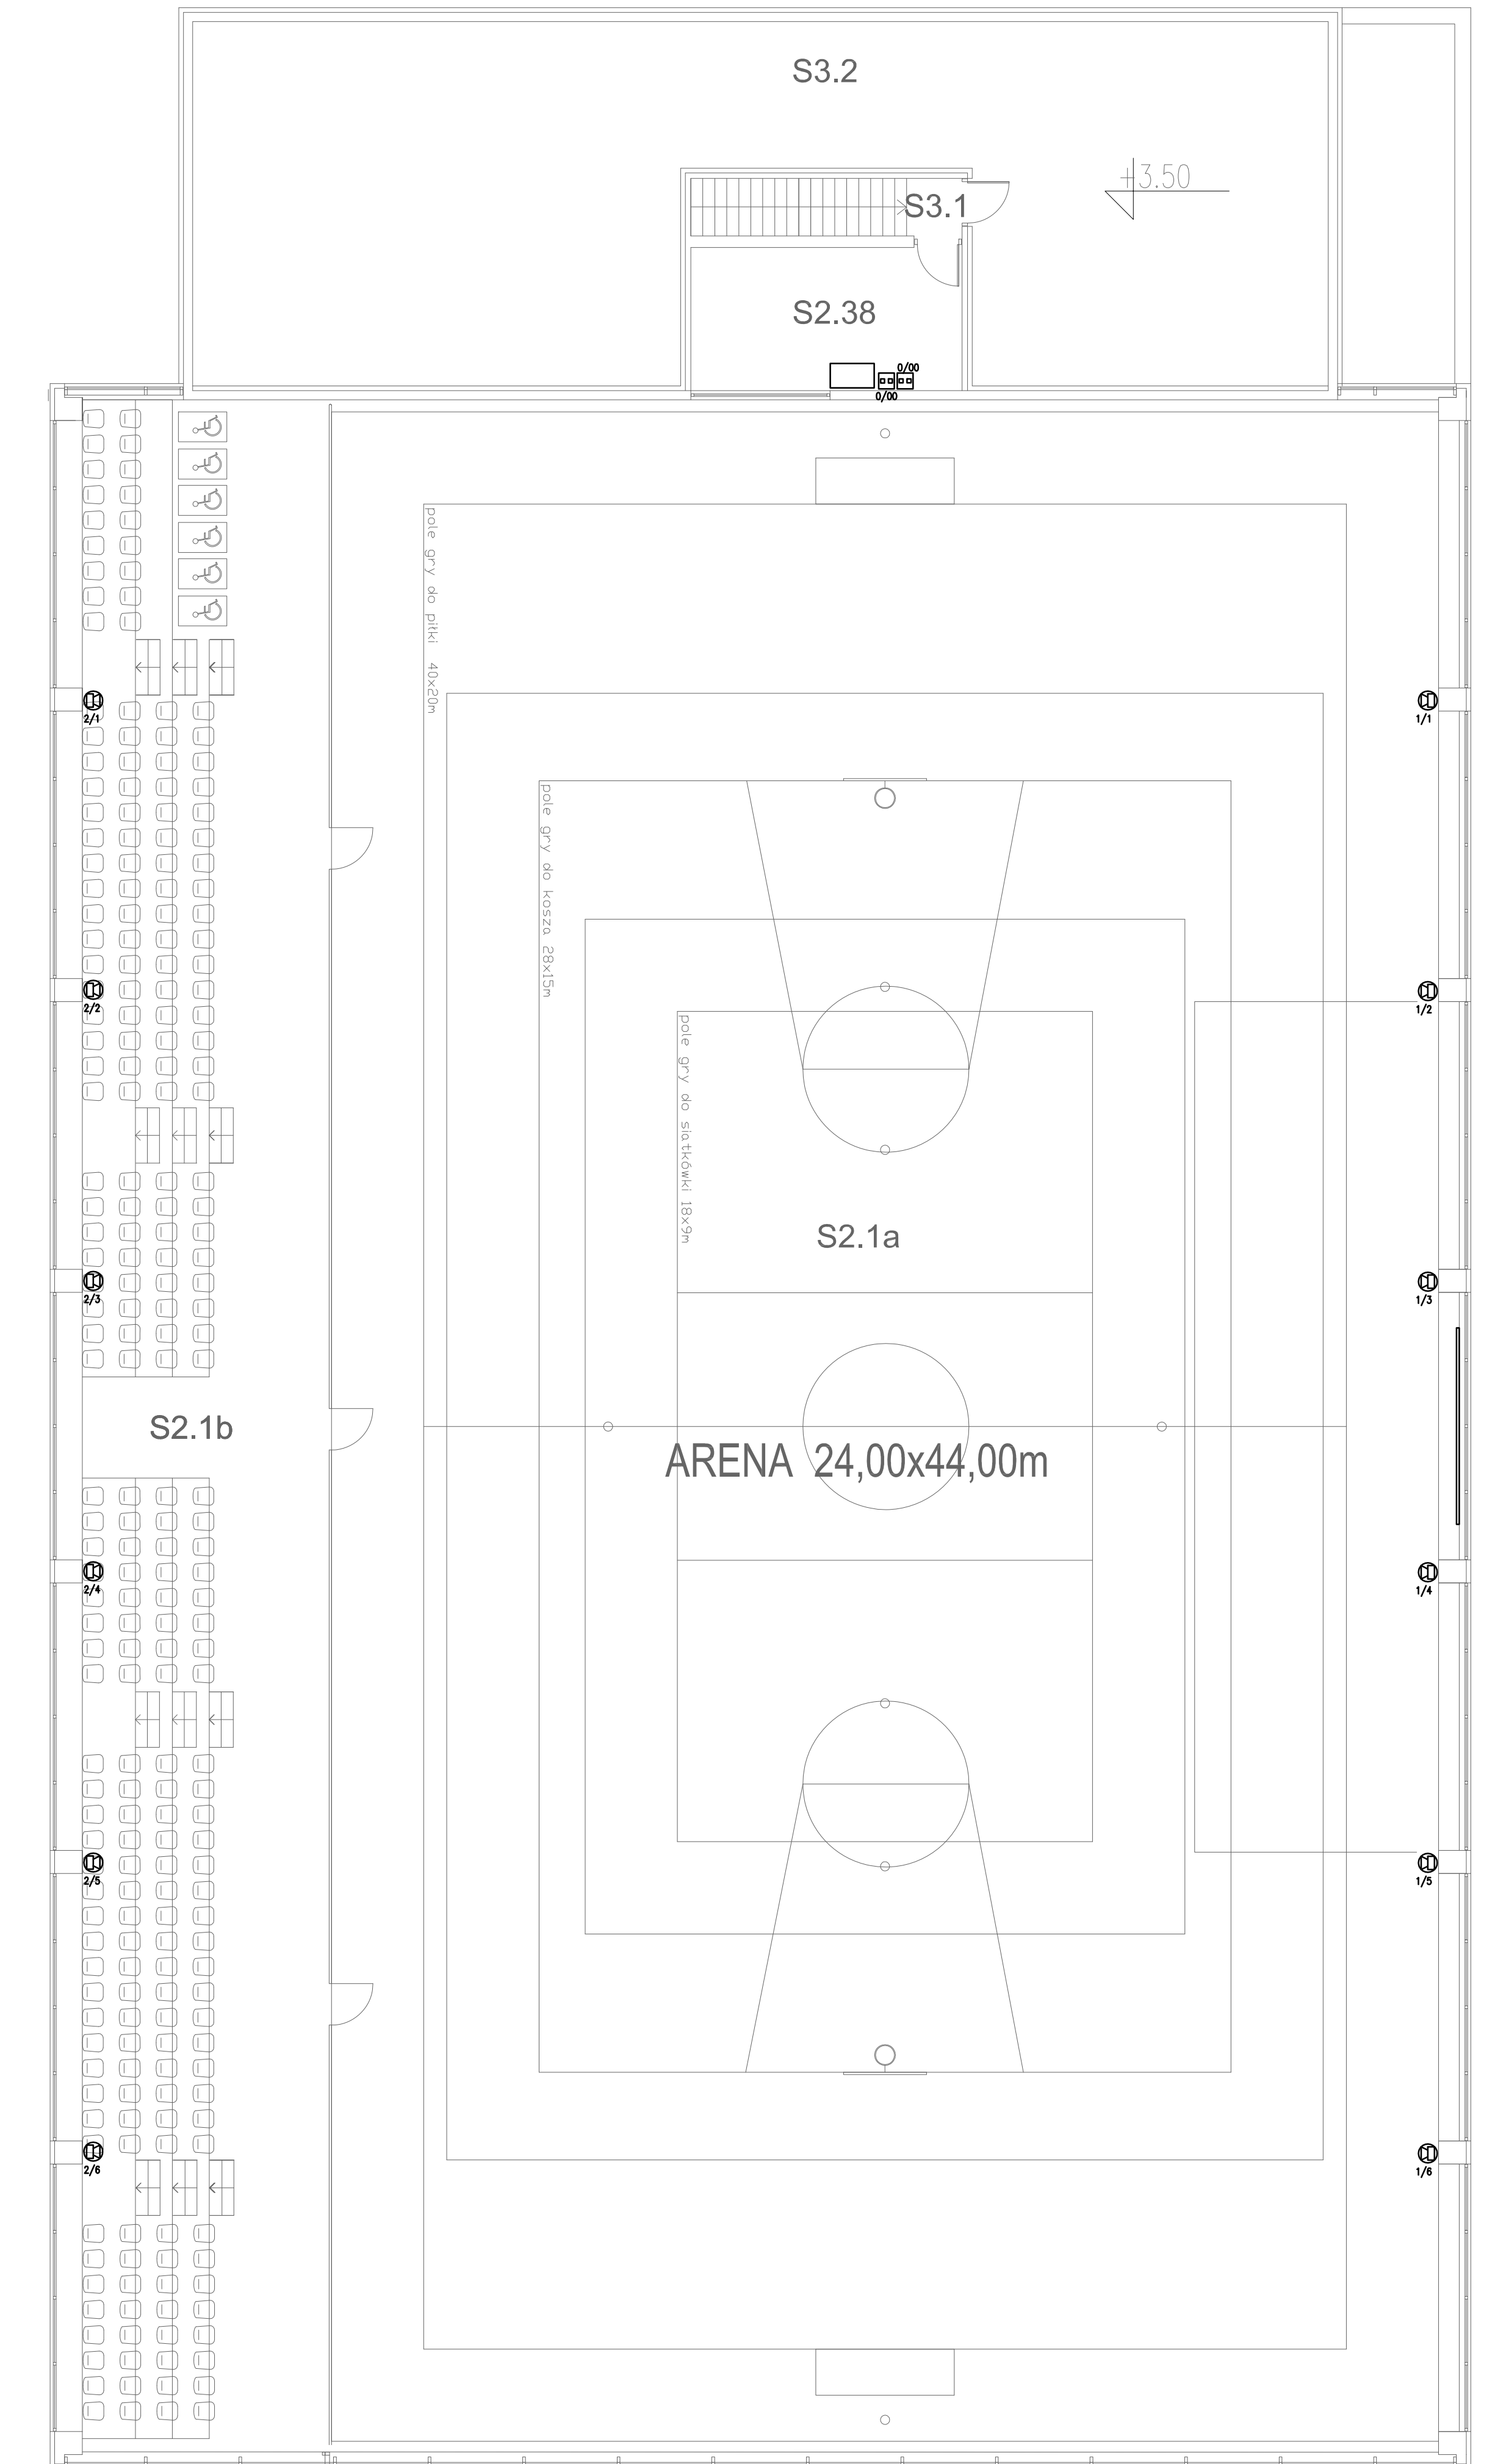 S3.2
+3.50
S3.1
S2.38
0/00
0/00
pole gry do piłki 40x20m
2/1
1/1
pole gry do kosza 28x15m
2/2
1/2
pole gry do siatkówki 18x9m
S2.1a
2/3
1/3
S2.1b
ARENA 24,00x44,00m
2/4
1/4
2/5
1/5
2/6
1/6